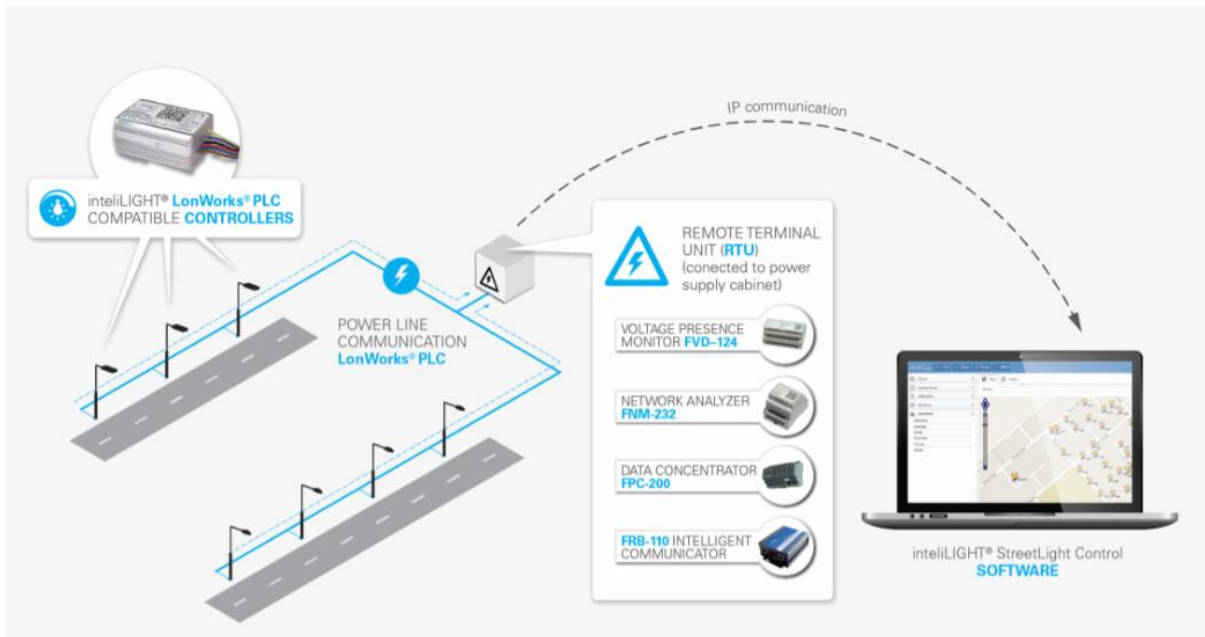 IP communication
inteliLIGHT® LonWorks® PLC
COMPATIBLE CONTROLLERS
REMOTE TERMINAL
UNIT (RTU)
(conected to power
supply cabinet)
POWER LINE
COMMUNICATION
LonWorks® PLC
VOLTAGE PRESENCE
MONITOR FVD–124
NETWORK ANALYZER
FNM-232
DATA CONCENTRATOR
FPC-200
FRB-110 INTELLIGENT
COMMUNICATOR
inteliLIGHT® StreetLight Control
SOFTWARE